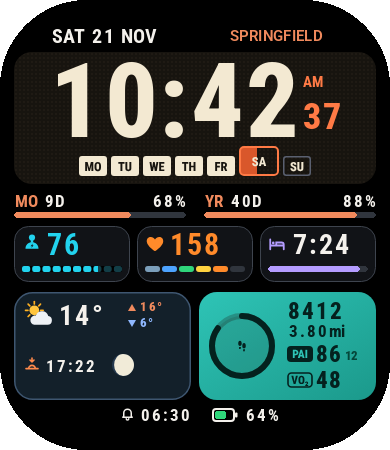 SAT 21 NOV SPRINGFIELD
10:42 AM 37
MO TU WE TH FR SA SU
MO 9D 68% YR 40D 88%
76 158 7:24
14° 16° 6°
17:22
8412
3.80mi
PAI 86 12
VO₂ 48
06:30 64%